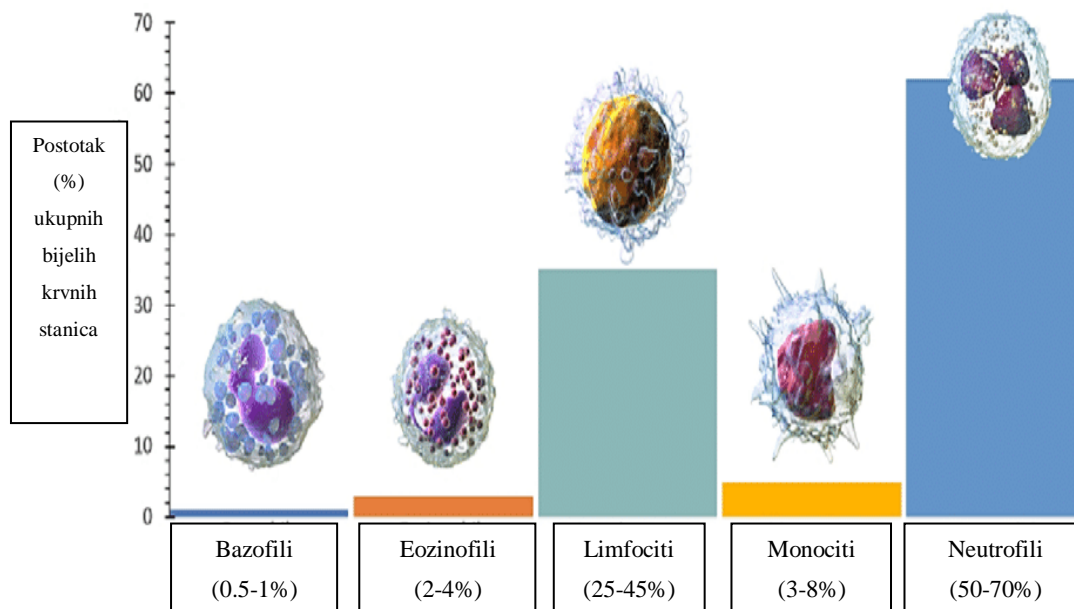 Postotak
(%)
ukupnih
bijelih
krvnih
stanica
70
60
50
40
30
20
10
0
Bazofili
(0.5-1%)
Eozinofili
(2-4%)
Limfociti
(25-45%)
Monociti
(3-8%)
Neutrofili
(50-70%)